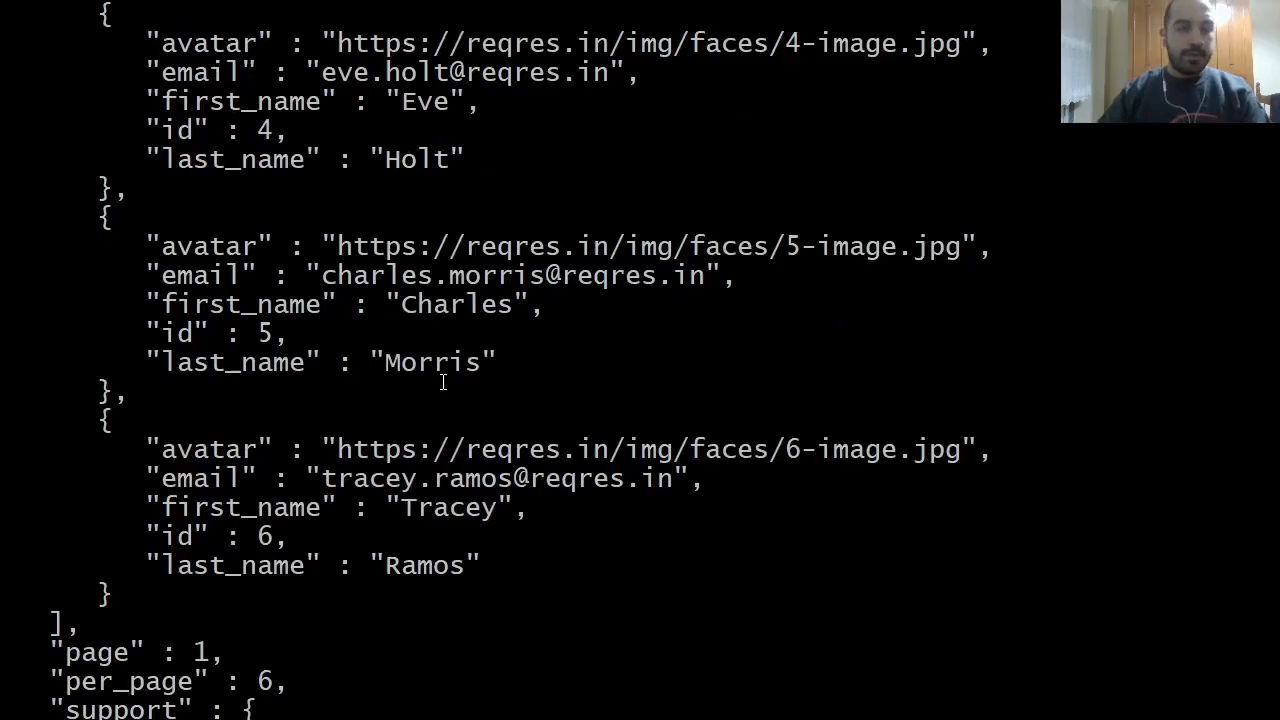 {
"avatar" : "https://reqres.in/img/faces/4-image.jpg",
"email" : "eve.holt@reqres.in",
"first_name" : "Eve",
"id" : 4,
"last_name" : "Holt"
},
{
"avatar" : "https://reqres.in/img/faces/5-image.jpg",
"email" : "charles.morris@reqres.in",
"first_name" : "Charles",
"id" : 5,
"last_name" : "Morris"
},
{
"avatar" : "https://reqres.in/img/faces/6-image.jpg",
"email" : "tracey.ramos@reqres.in",
"first_name" : "Tracey",
"id" : 6,
"last_name" : "Ramos"
}
],
"page" : 1,
"per_page" : 6,
"support" : {